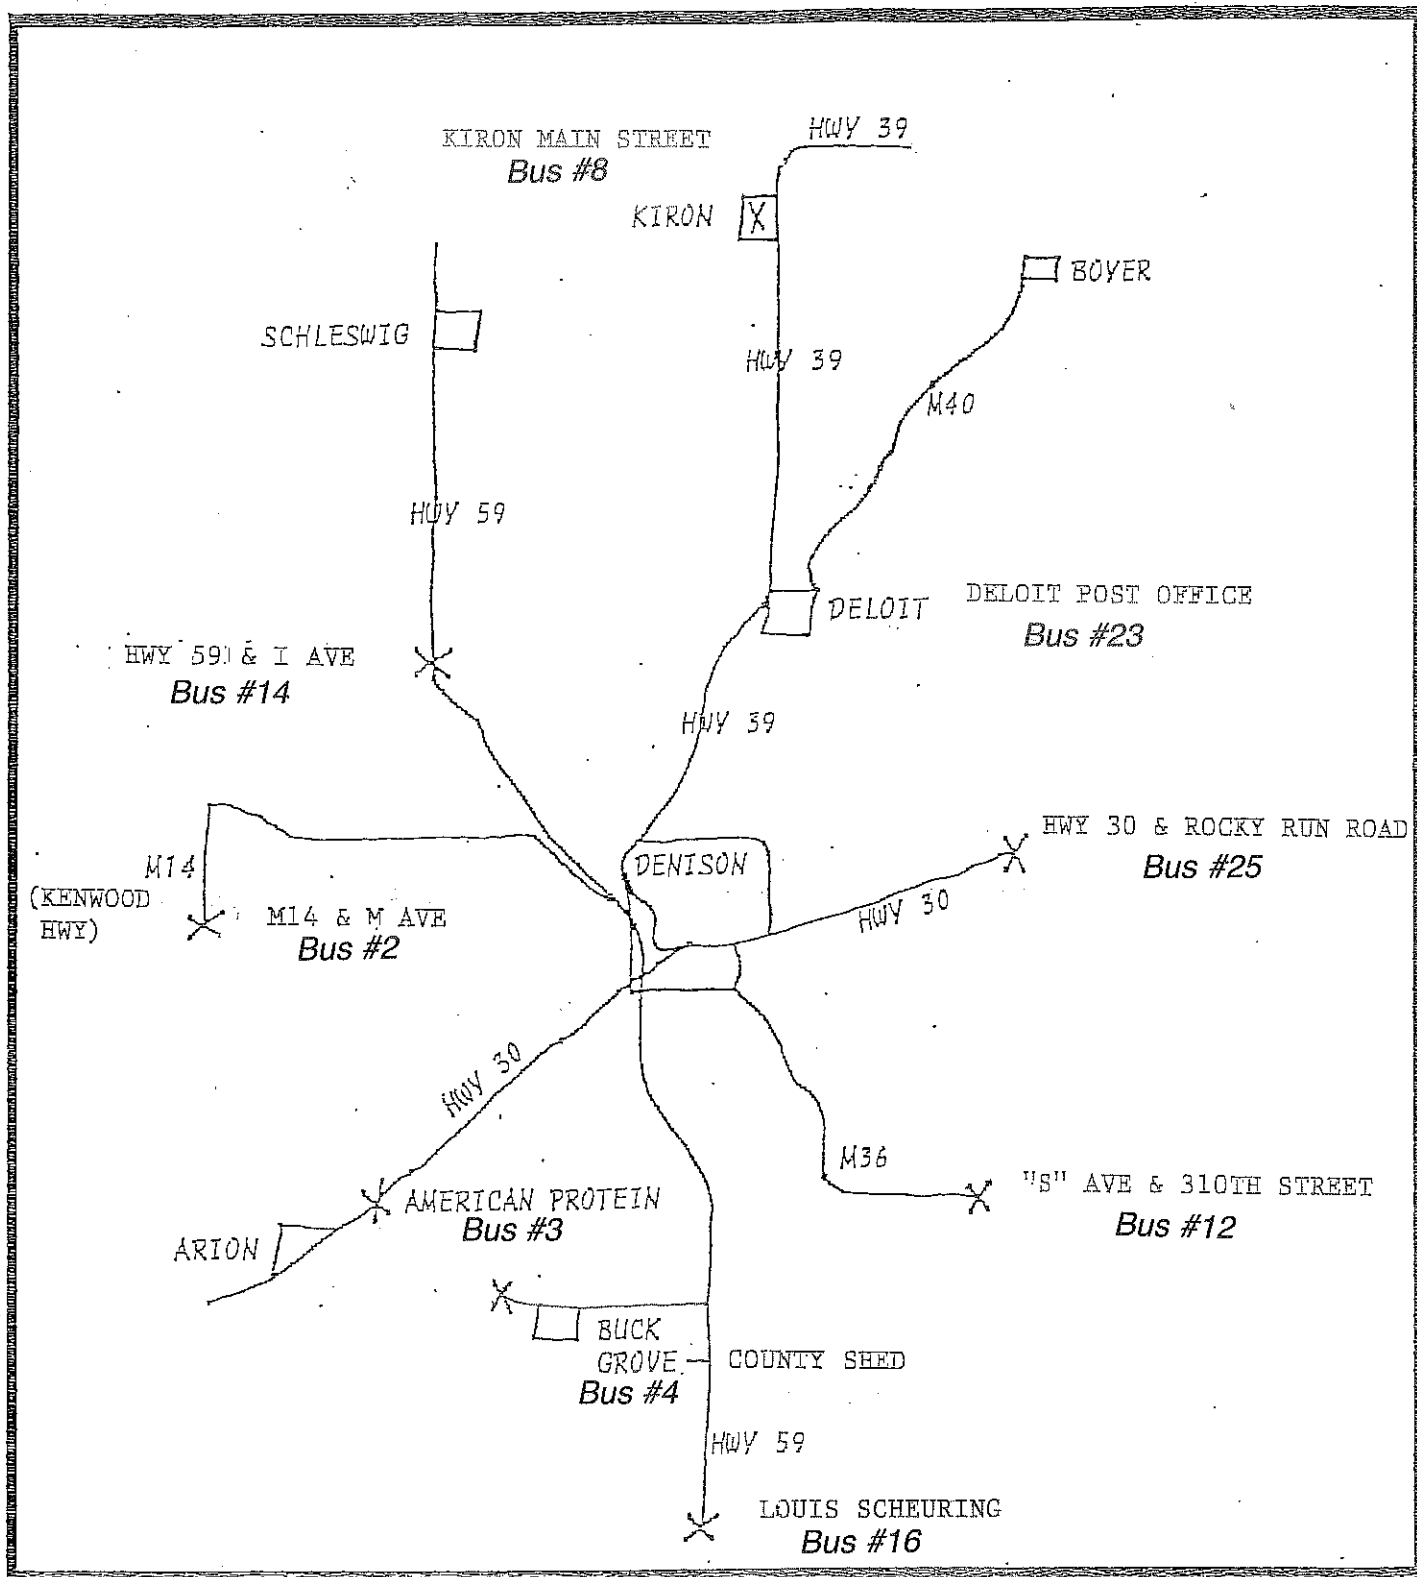 HWY 39
KIRON MAIN STREET
Bus #8
KIRON
X
BOYER
SCHLESWIG
HWY 39
M40
HWY 59
DELOIT
DELOIT POST OFFICE
Bus #23
HWY 59 & I AVE
Bus #14
HWY 39
HWY 30 & ROCKY RUN ROAD
Bus #25
DENISON
M14
(KENWOOD
HWY)
M14 & M AVE
Bus #2
HWY 30
HWY 30
M36
"S" AVE & 310TH STREET
Bus #12
AMERICAN PROTEIN
Bus #3
ARION
BUCK
GROVE
Bus #4
COUNTY SHED
HWY 59
LOUIS SCHEURING
Bus #16